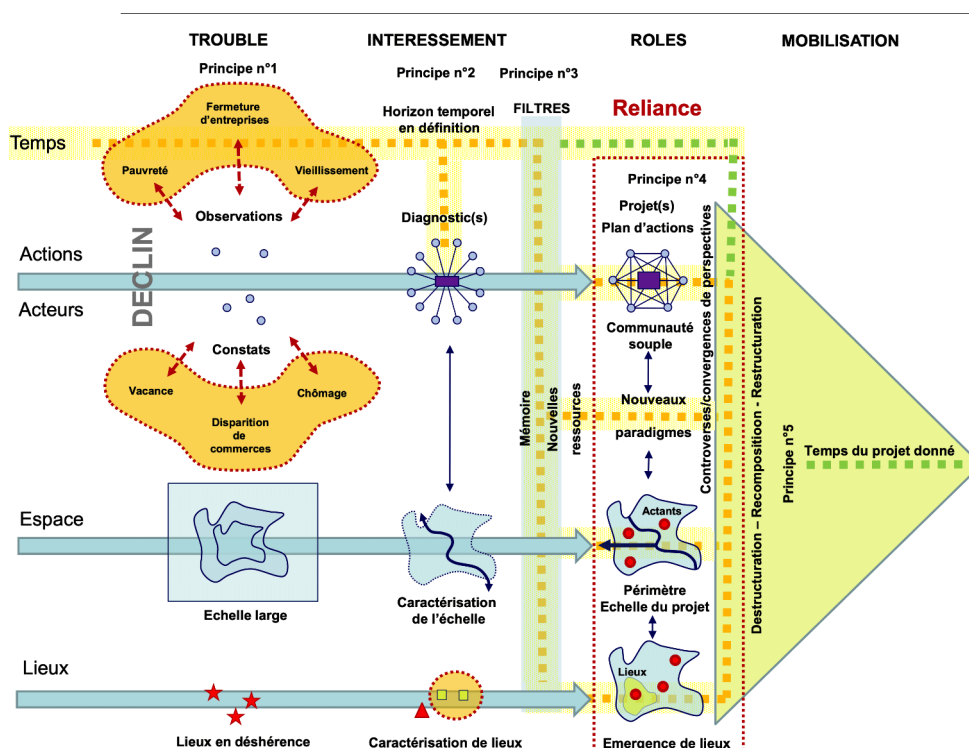 TROUBLE
INTERESSEMENT
ROLES
MOBILISATION
Principe n°1
Principe n°2
Principe n°3
Fermeture
d'entreprises
Horizon temporel
en définition
FILTRES
Reliance
Temps
Pauvreté
Vieillissement
Principe n°4
Observations
Diagnostic(s)
Projet(s)
Plan d'actions
DECLIN
Actions
Acteurs
Constats
Communauté
souple
Vacance
Chômage
Disparition
de
commerces
Mémoire
Nouvelles
ressources
Nouveaux
paradigmes
Controverses/convergences de perspectives
Destructuration – Recompositioon - Restructuration
Principe n°5
Temps du projet donné
Espace
Actants
Echelle large
Caractérisation
de l'échelle
Périmètre
Echelle du projet
Lieux
Lieux
Lieux en déshérence
Caractérisation de lieux
Emergence de lieux